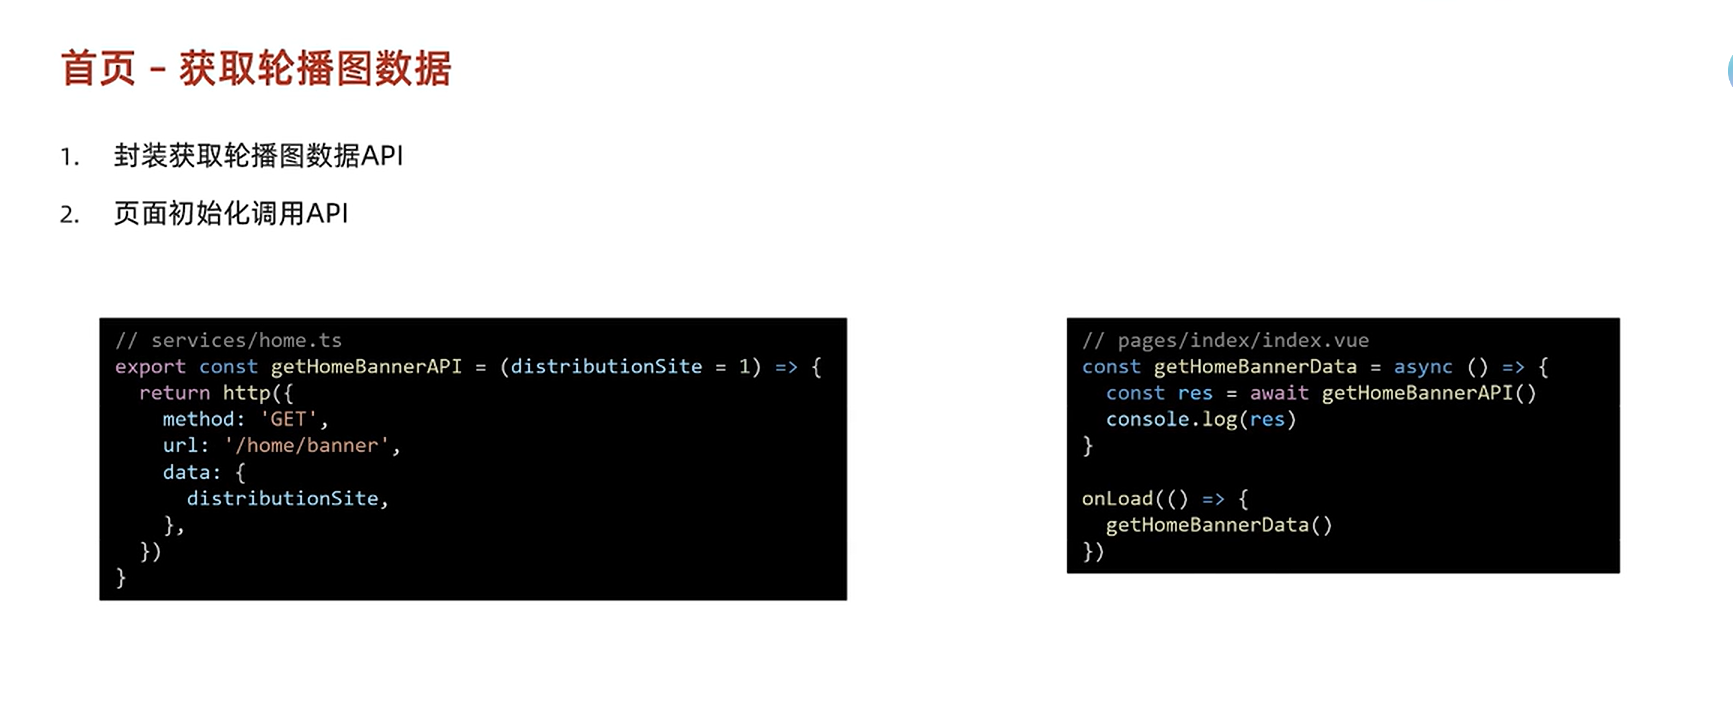 首页 – 获取轮播图数据
1. 封装获取轮播图数据API
2. 页面初始化调用API
// services/home.ts
export const getHomeBannerAPI = (distributionSite = 1) => {
  return http({
    method: 'GET',
    url: '/home/banner',
    data: {
      distributionSite,
    },
  })
}
// pages/index/index.vue
const getHomeBannerData = async () => {
  const res = await getHomeBannerAPI()
  console.log(res)
}

onLoad(() => {
  getHomeBannerData()
})